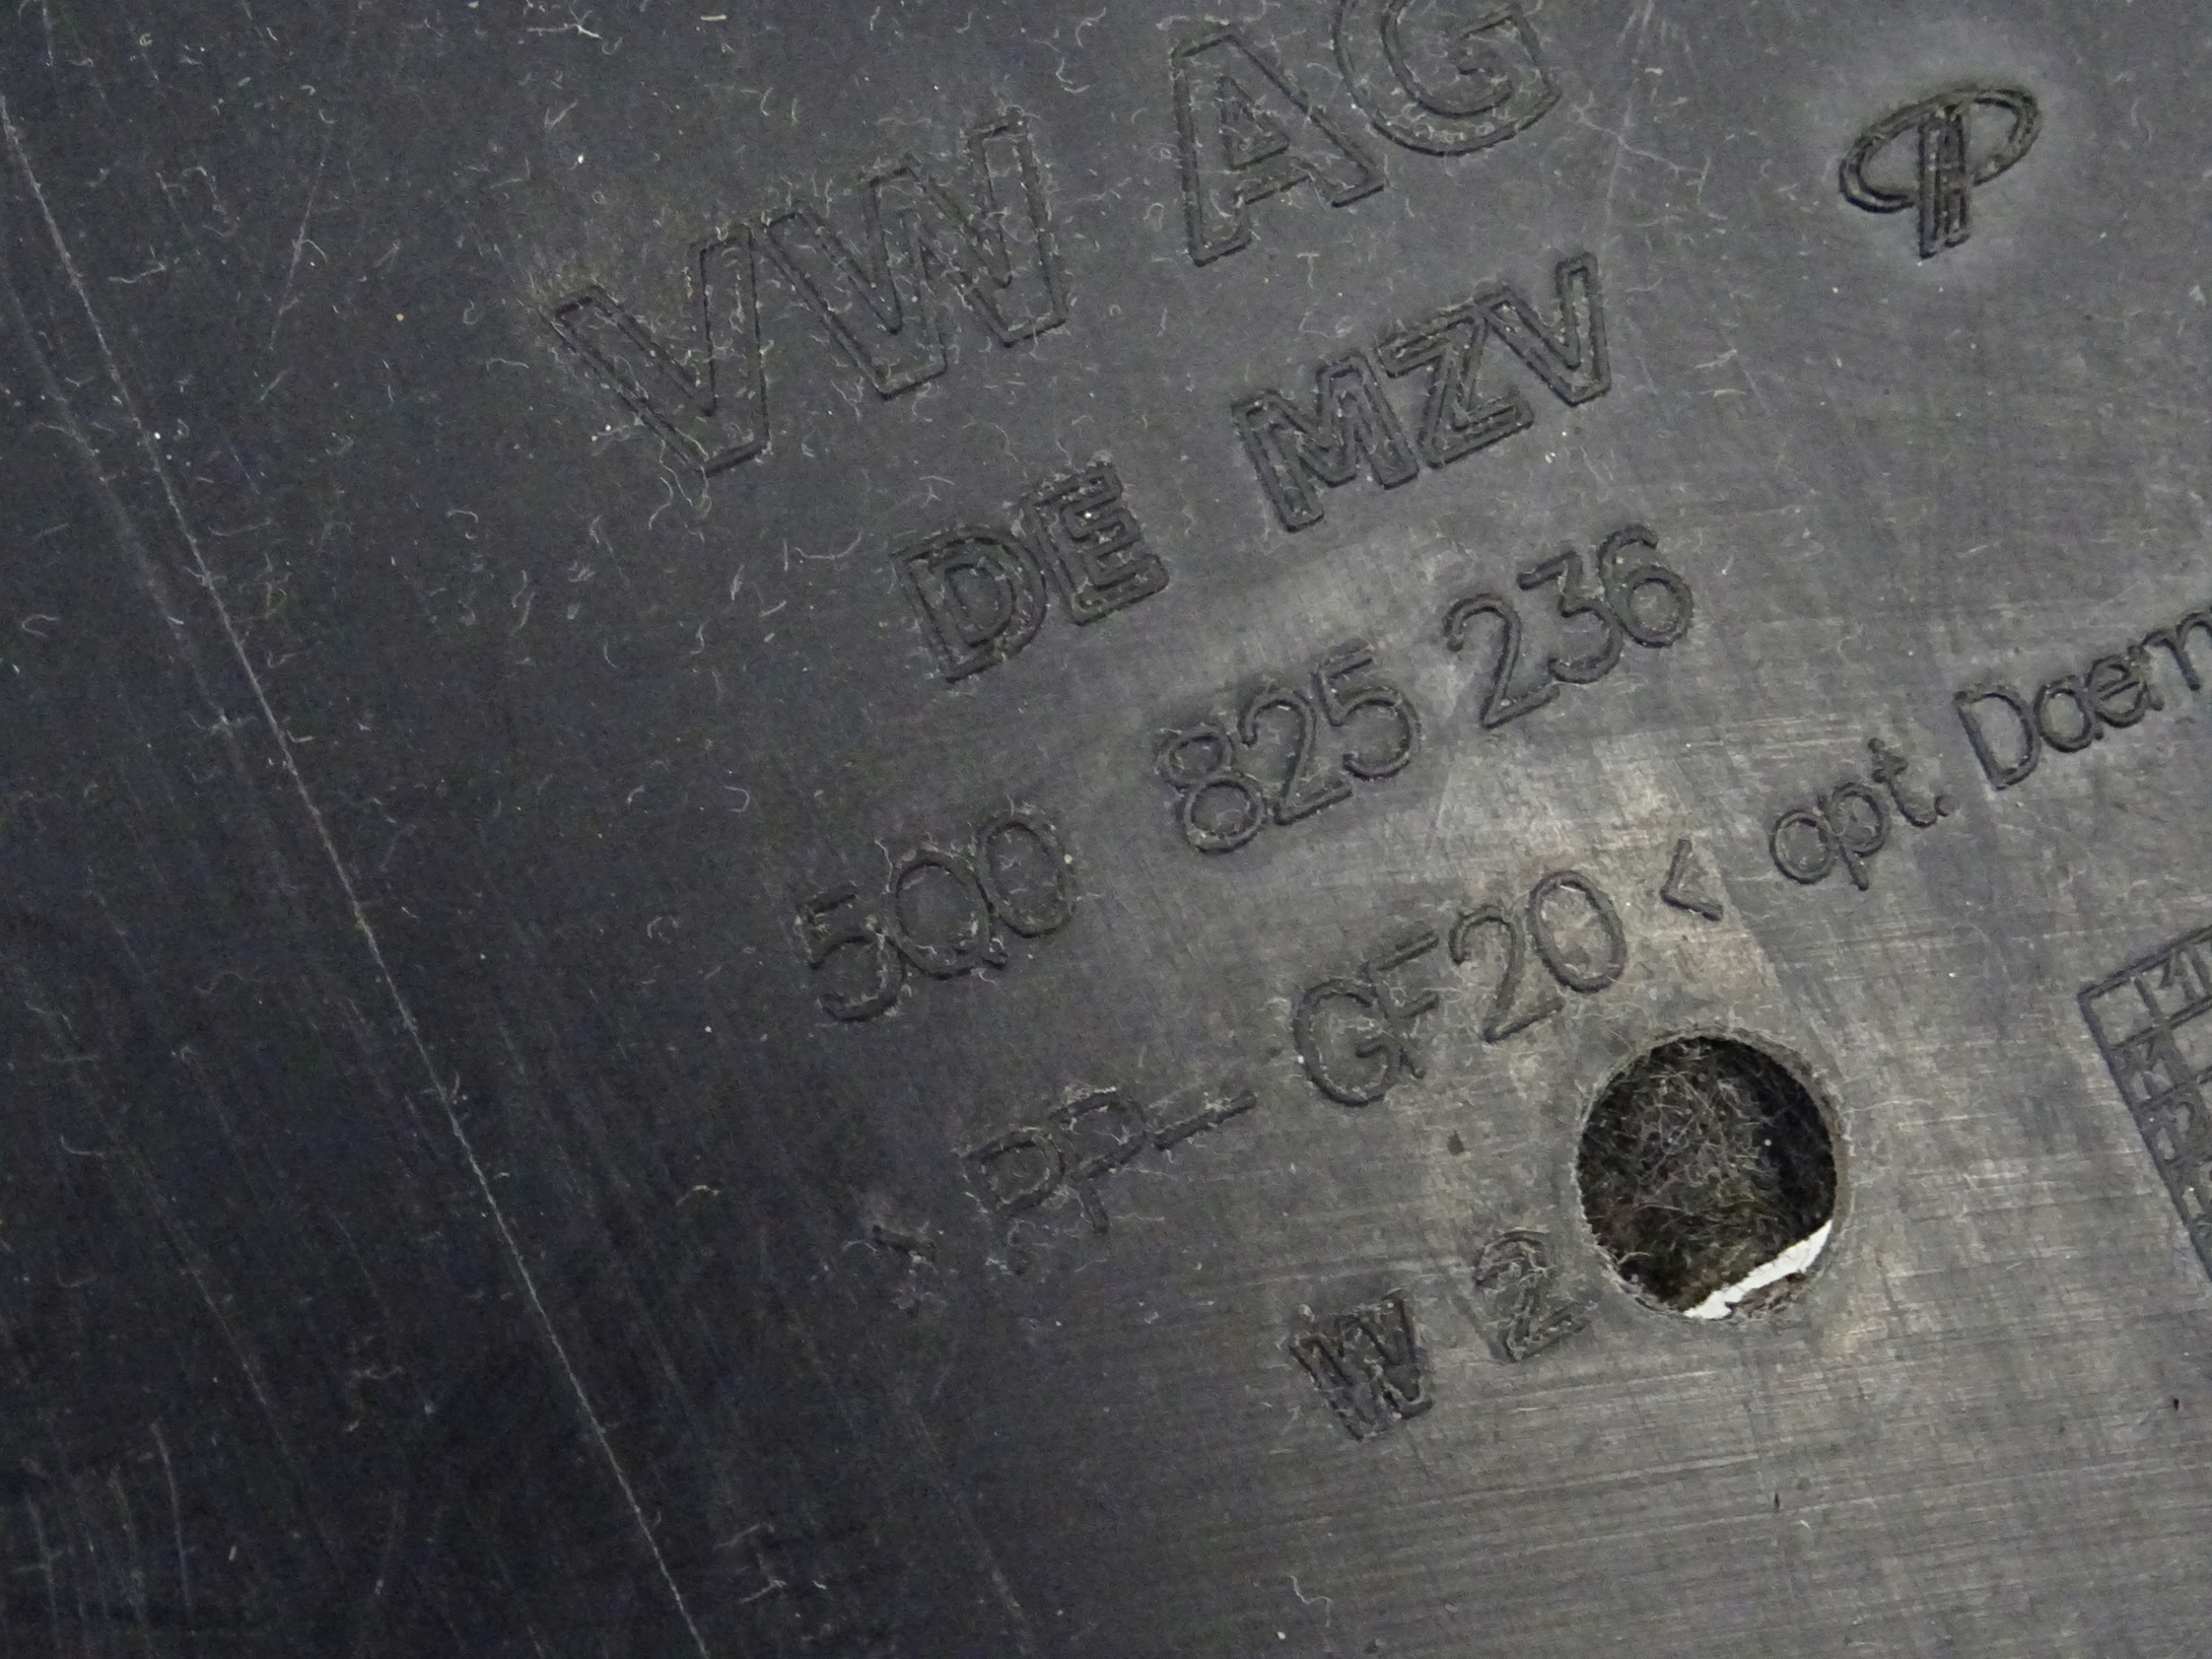 VW AG
DE MZV
5Q0 825 236
>PP-GF20< opt. Daem
W 2